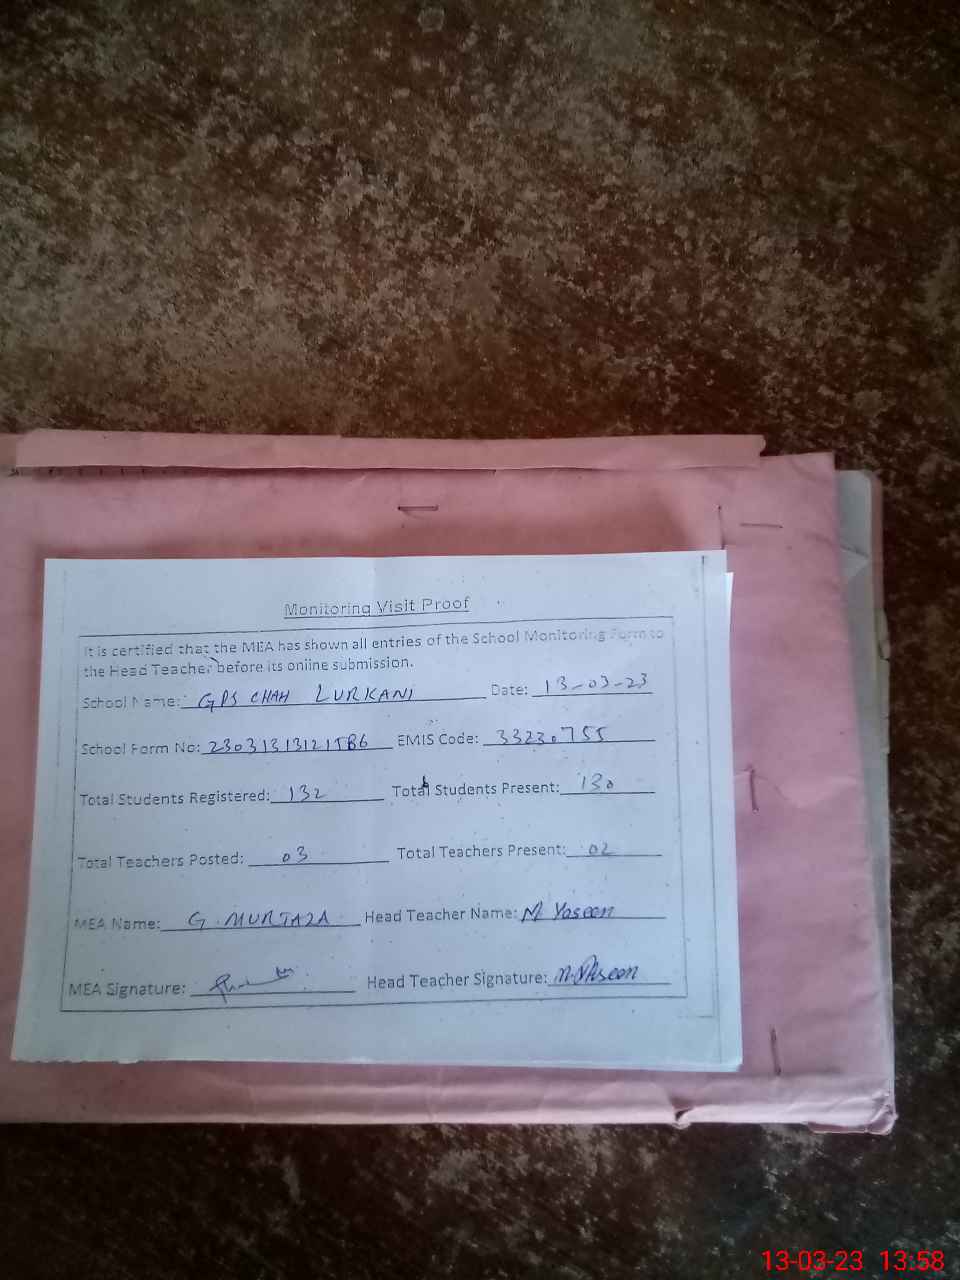 Monitoring Visit Proof
It is certified that the MEA has shown all entries of the School Monitoring Form to
the Head Teacher before its online submission.
School Name: GPS CHAH LURKANI Date: 13-03-23
School Form No: 23031313121586 EMIS Code: 33230755
Total Students Registered: 132 Total Students Present: 130
Total Teachers Posted: 03 Total Teachers Present: 02
MEA Name: G. MURTAZA Head Teacher Name: M Yaseen
MEA Signature: Head Teacher Signature: M. Yaseen
13-03-23 13:58